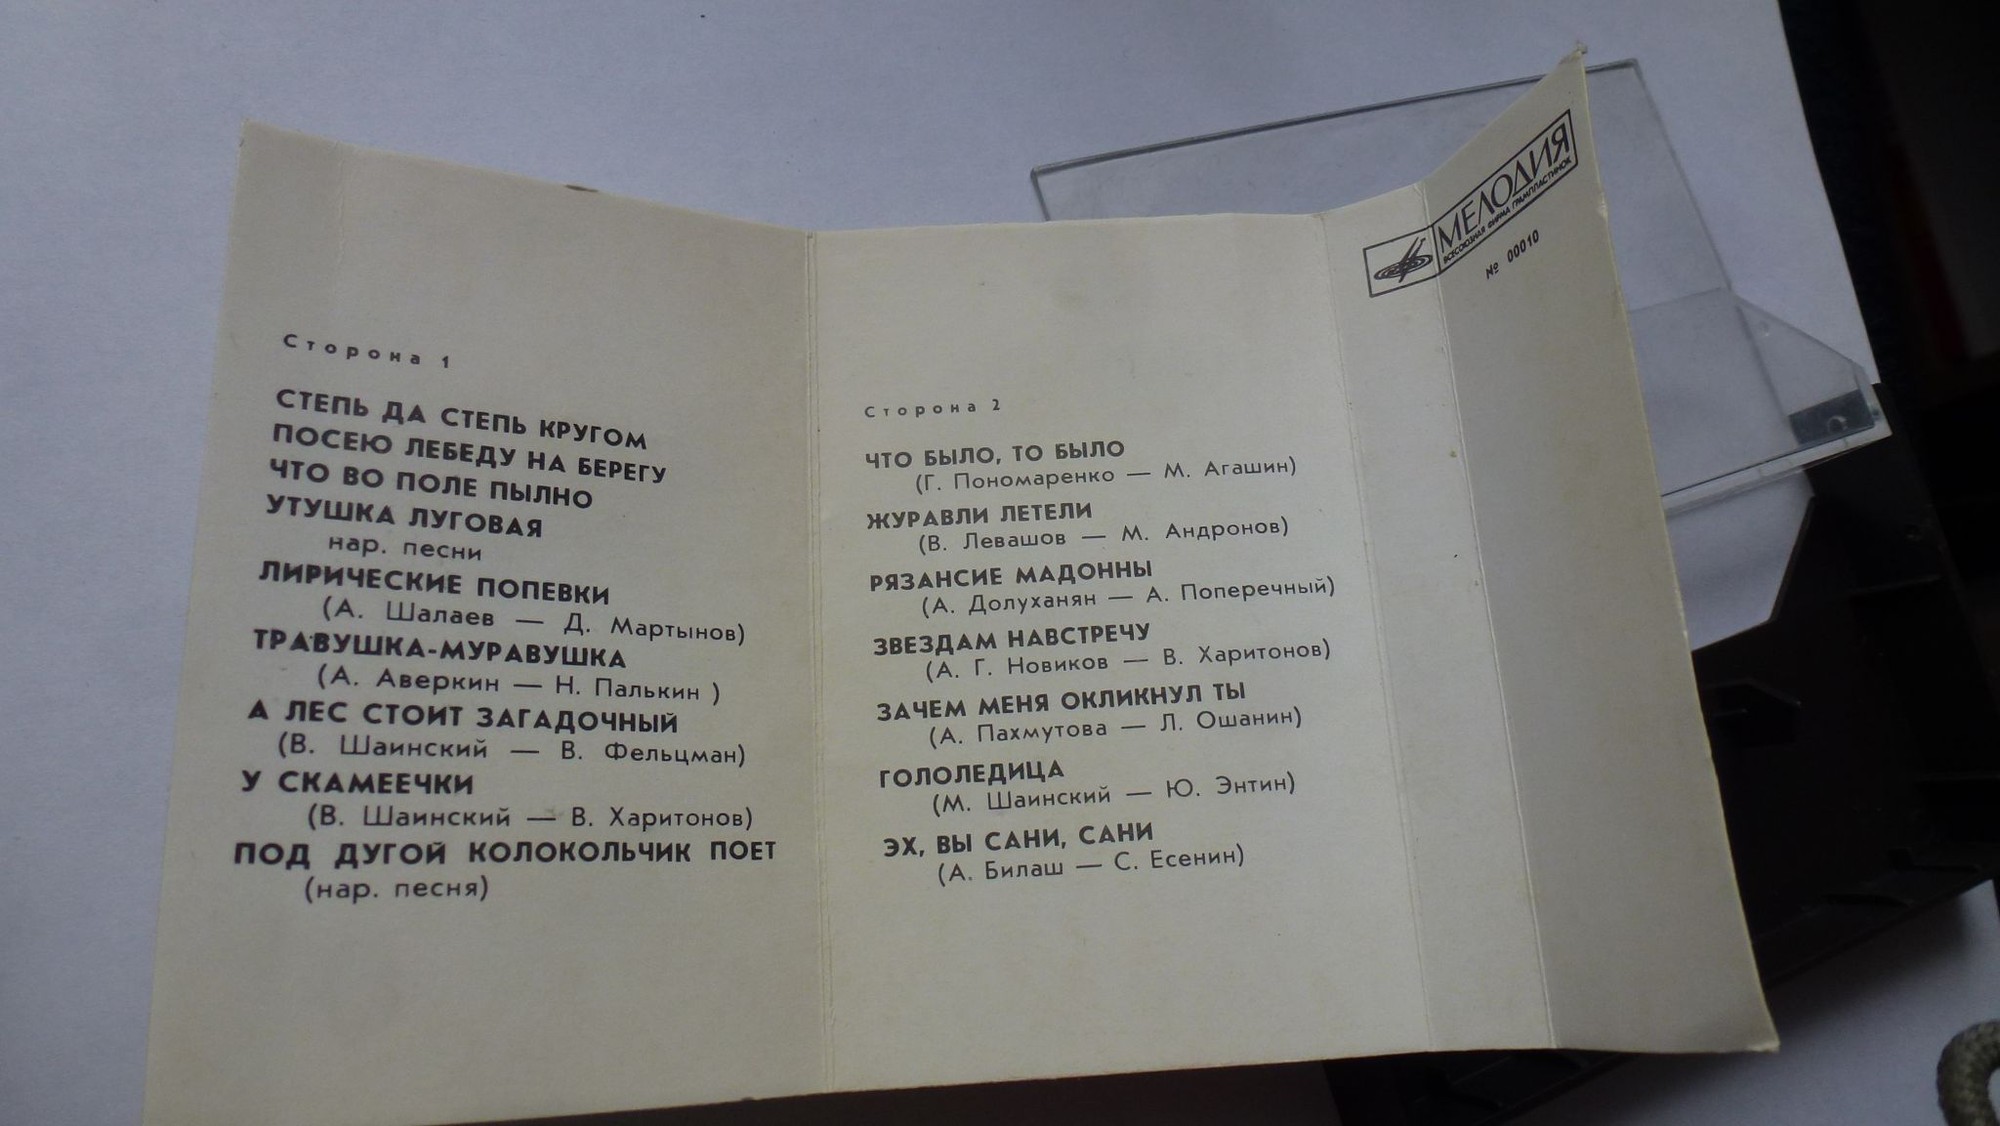 Сторона 1
СТЕПЬ ДА СТЕПЬ КРУГОМ
ПОСЕЮ ЛЕБЕДУ НА БЕРЕГУ
ЧТО ВО ПОЛЕ ПЫЛНО
УТУШКА ЛУГОВАЯ
нар. песни
ЛИРИЧЕСКИЕ ПОПЕВКИ
(А. Шалаев — Д. Мартынов)
ТРАВУШКА-МУРАВУШКА
(А. Аверкин — Н. Палькин )
А ЛЕС СТОИТ ЗАГАДОЧНЫЙ
(В. Шаинский — В. Фельцман)
У СКАМЕЕЧКИ
(В. Шаинский — В. Харитонов)
ПОД ДУГОЙ КОЛОКОЛЬЧИК ПОЕТ
(нар. песня)
Сторона 2
ЧТО БЫЛО, ТО БЫЛО
(Г. Пономаренко — М. Агашин)
ЖУРАВЛИ ЛЕТЕЛИ
(В. Левашов — М. Андронов)
РЯЗАНСИЕ МАДОННЫ
(А. Долуханян — А. Поперечный)
ЗВЕЗДАМ НАВСТРЕЧУ
(А. Г. Новиков — В. Харитонов)
ЗАЧЕМ МЕНЯ ОКЛИКНУЛ ТЫ
(А. Пахмутова — Л. Ошанин)
ГОЛОЛЕДИЦА
(М. Шаинский — Ю. Энтин)
ЭХ, ВЫ САНИ, САНИ
(А. Билаш — С. Есенин)
МЕЛОДИЯ
ВСЕСОЮЗНАЯ ФИРМА ГРАМПЛАСТИНОК
№ 00010